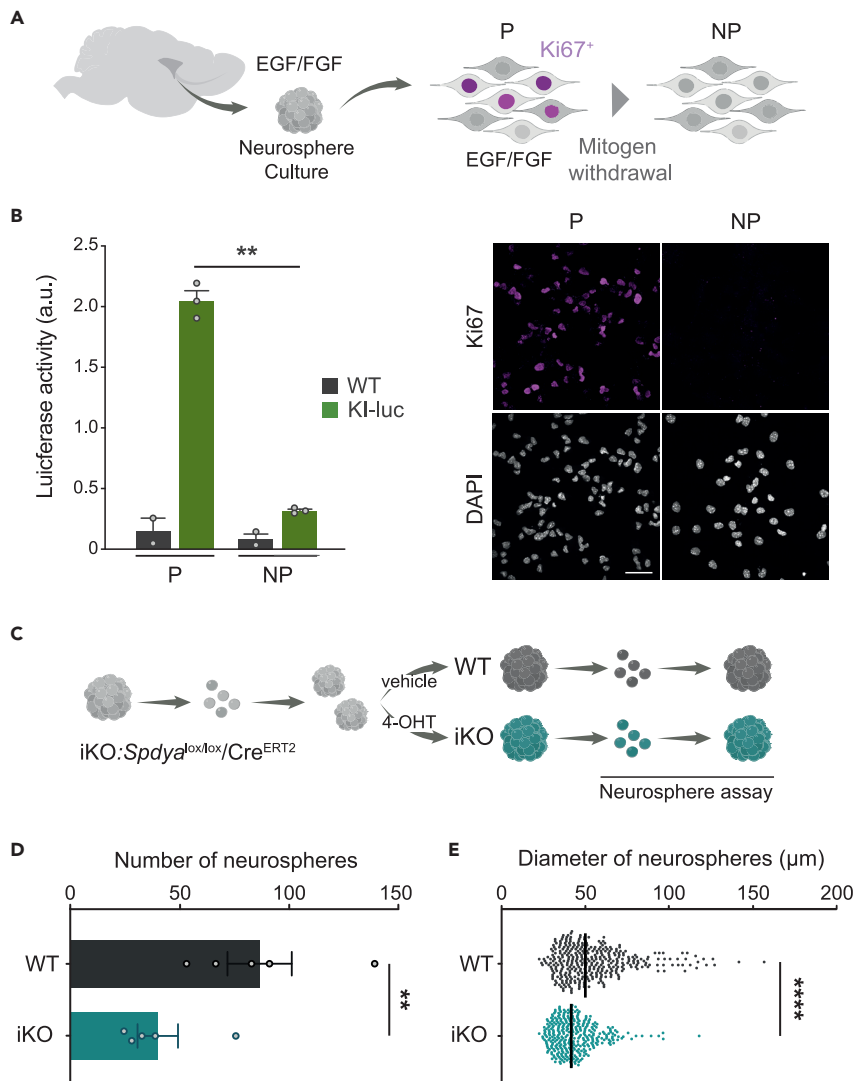 A
EGF/FGF
Neurosphere
Culture
P
Ki67⁺
EGF/FGF
NP
Mitogen
withdrawal
B
Luicferase activity (a.u.)
2.5
2.0
1.5
1.0
0.5
0
**
WT
KI-luc
P
NP
P
NP
Ki67
DAPI
C
iKO:Spdyaˡᵒˣ/ˡᵒˣ/Creᴱᴿᵀ²
vehicle
4-OHT
WT
iKO
Neurosphere assay
D
Number of neurospheres
0
50
100
150
WT
iKO
**
E
Diameter of neurospheres (µm)
0
50
100
150
200
WT
iKO
****